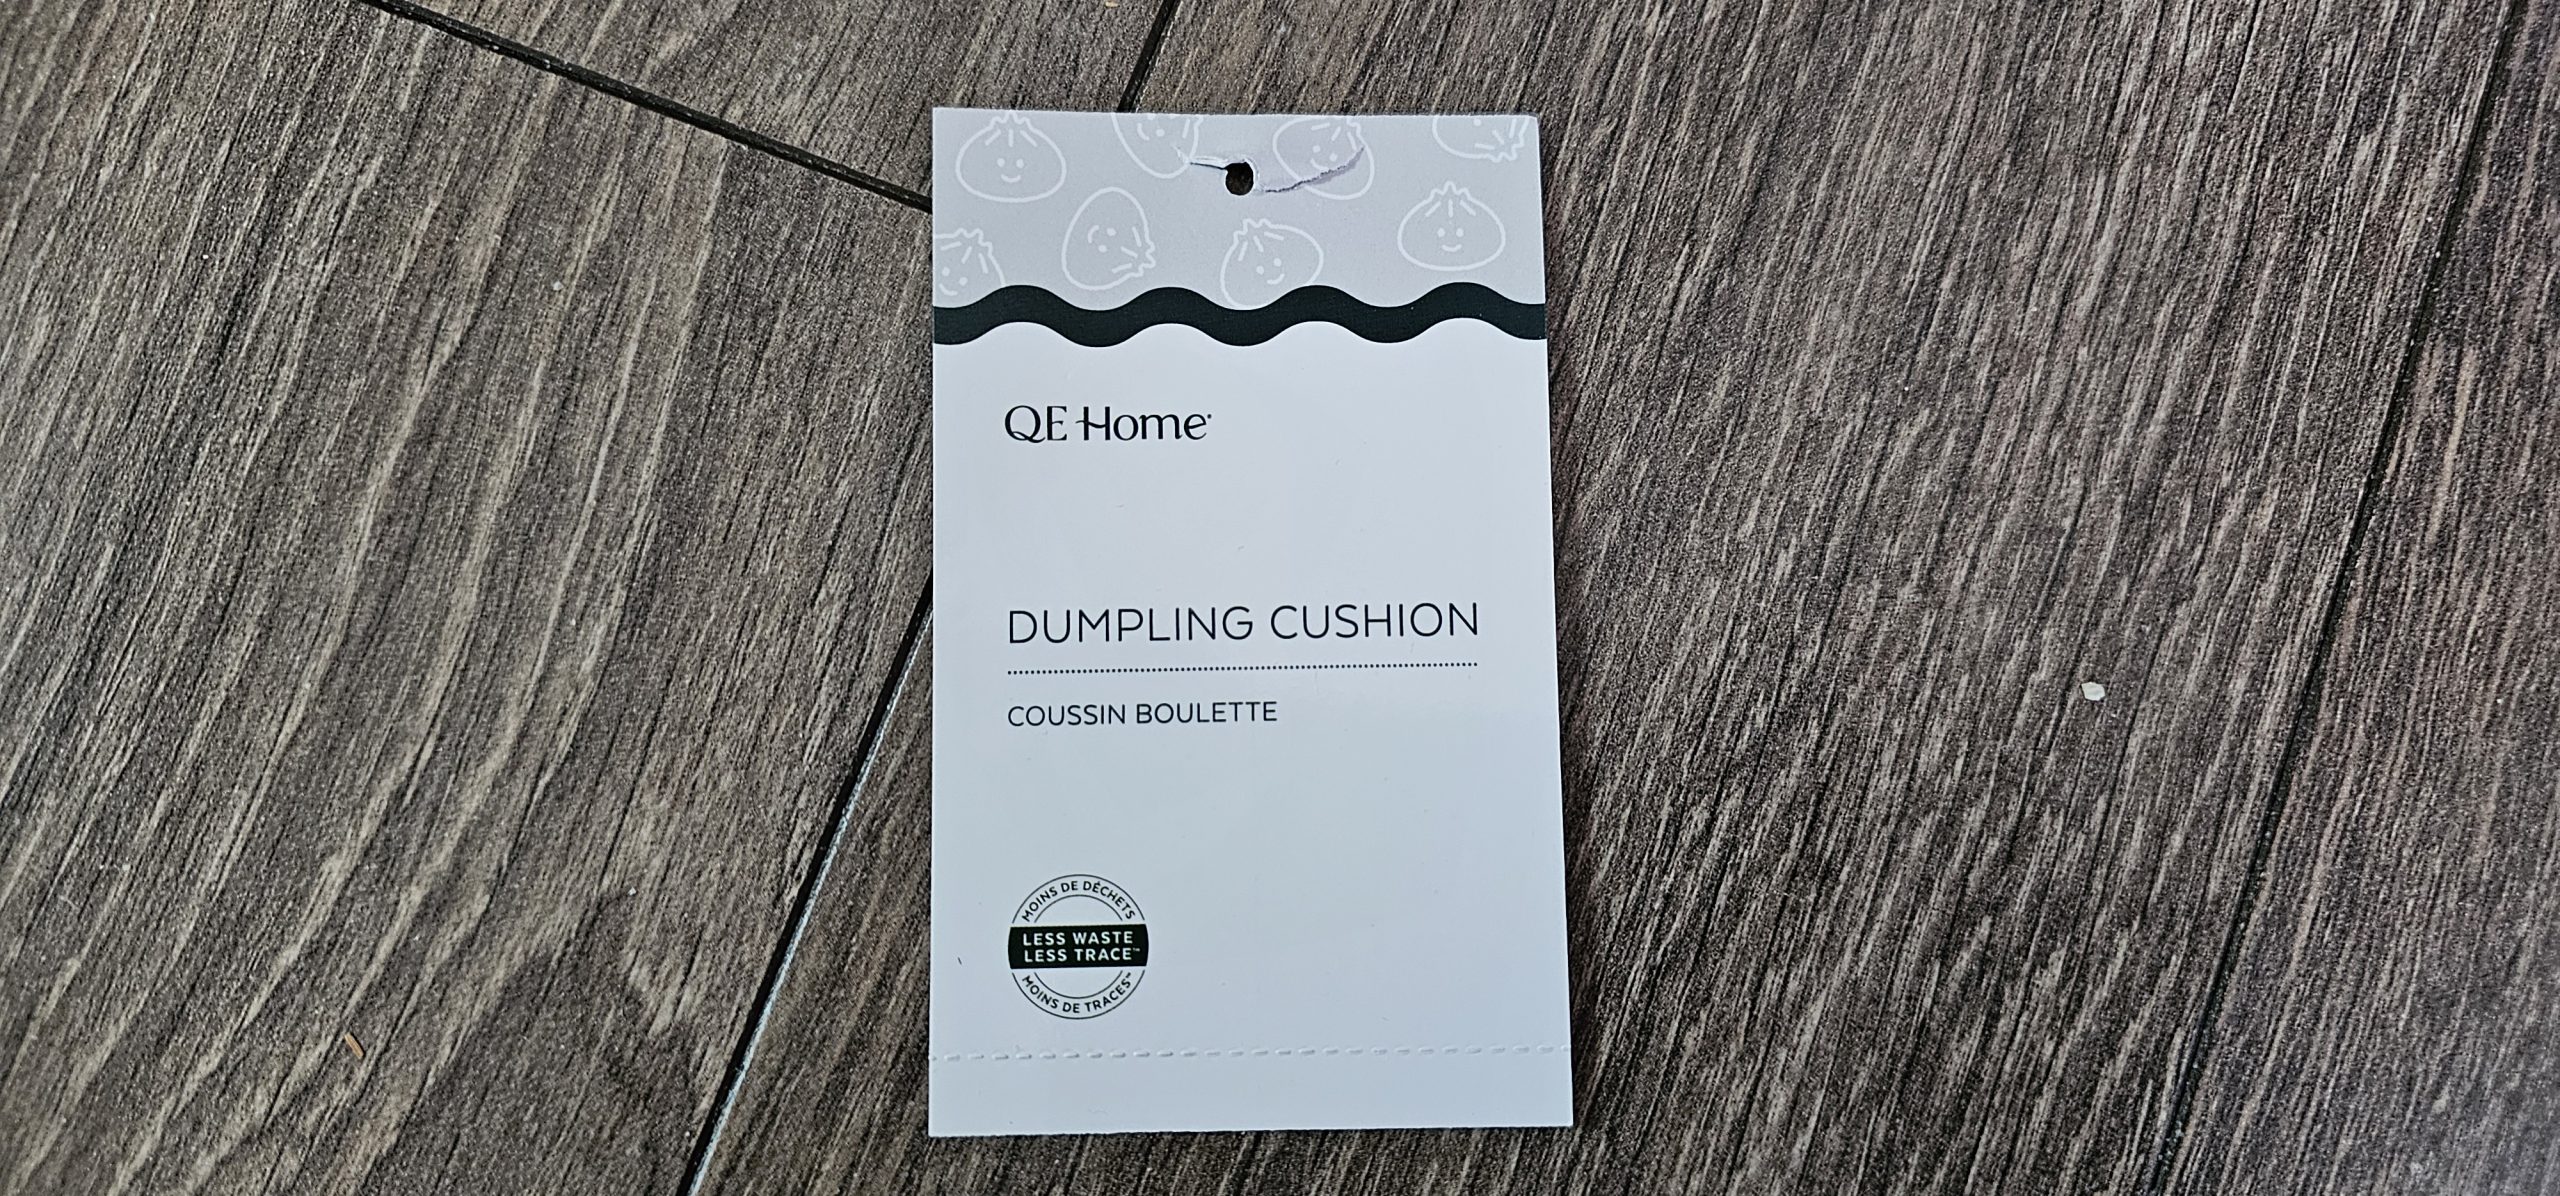 QE Home®
DUMPLING CUSHION
COUSSIN BOULETTE
MOINS DE DÉCHETS
LESS WASTE
LESS TRACE™
MOINS DE TRACES™